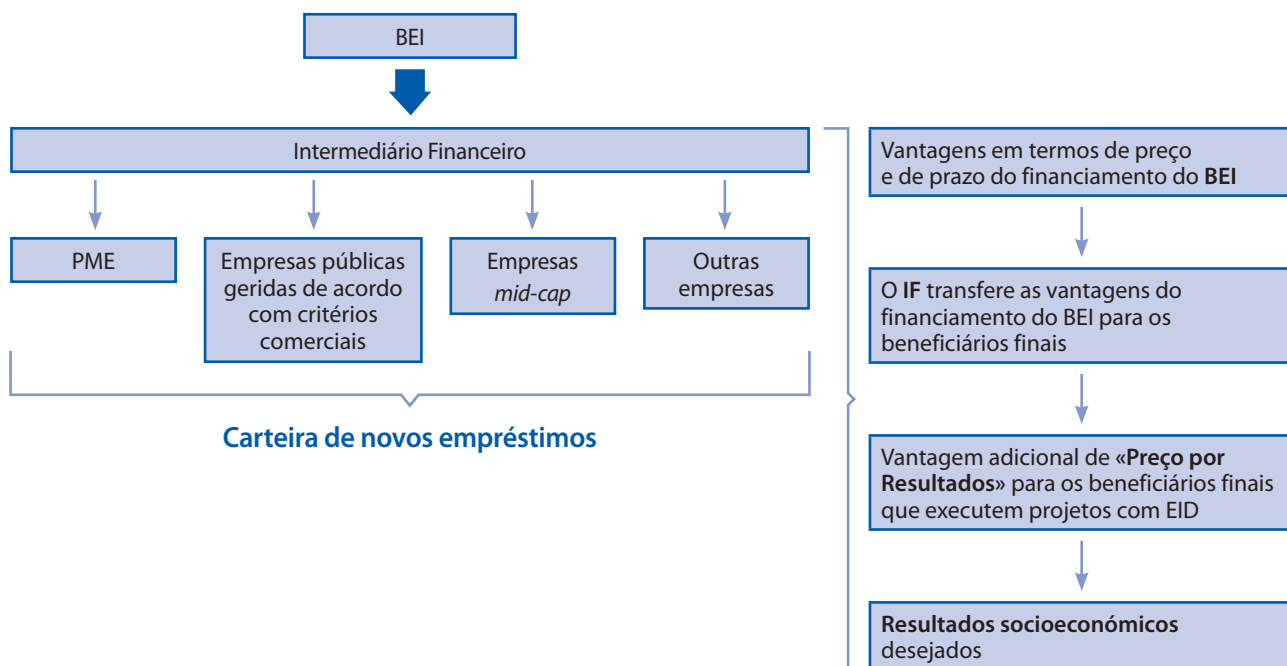 BEI
Intermediário Financeiro
PME
Empresas públicas
geridas de acordo
com critérios
comerciais
Empresas
mid-cap
Outras
empresas
Carteira de novos empréstimos
Vantagens em termos de preço
e de prazo do financiamento do BEI
O IF transfere as vantagens do
financiamento do BEI para os
beneficiários finais
Vantagem adicional de «Preço por
Resultados» para os beneficiários finais
que executem projetos com EID
Resultados socioeconómicos
desejados